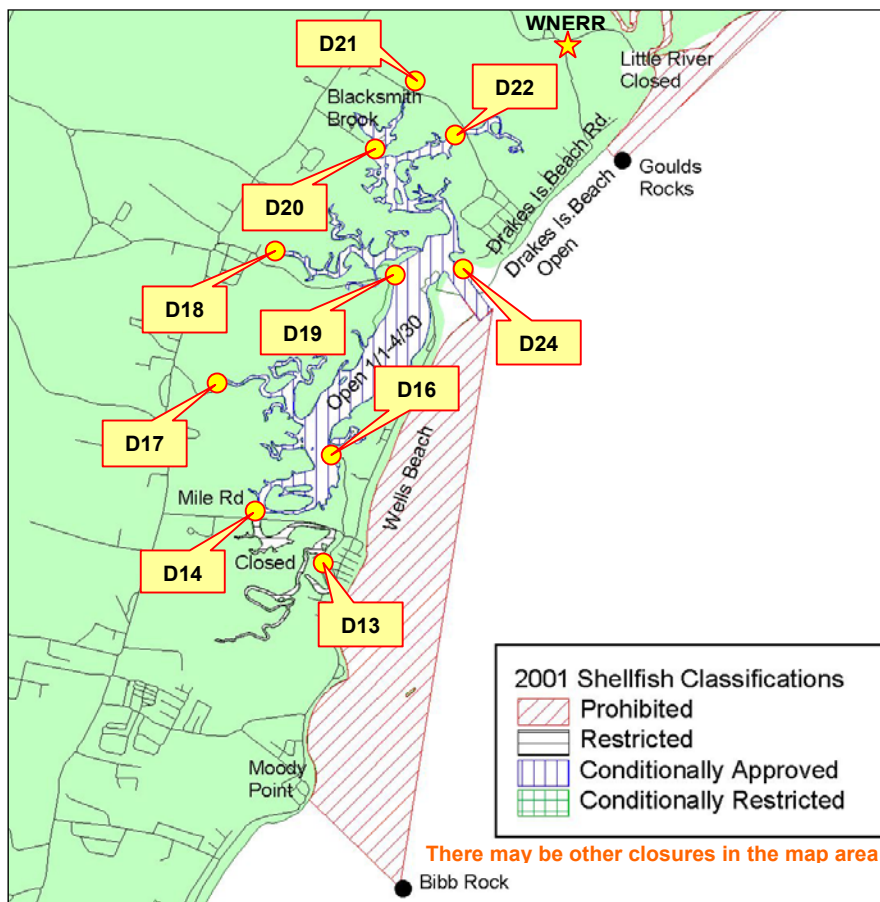 WNERR
D21
Little River
Closed
D22
Blacksmith
Brook
Drakes Is.Beach Rd.
Goulds
Rocks
D20
Drakes Is.Beach
Open
D18
D19
D24
Open 1/1-4/30
D16
D17
Wells Beach
Mile Rd
Closed
D14
D13
2001 Shellfish Classifications
Prohibited
Restricted
Conditionally Approved
Conditionally Restricted
Moody
Point
There may be other closures in the map area
Bibb Rock